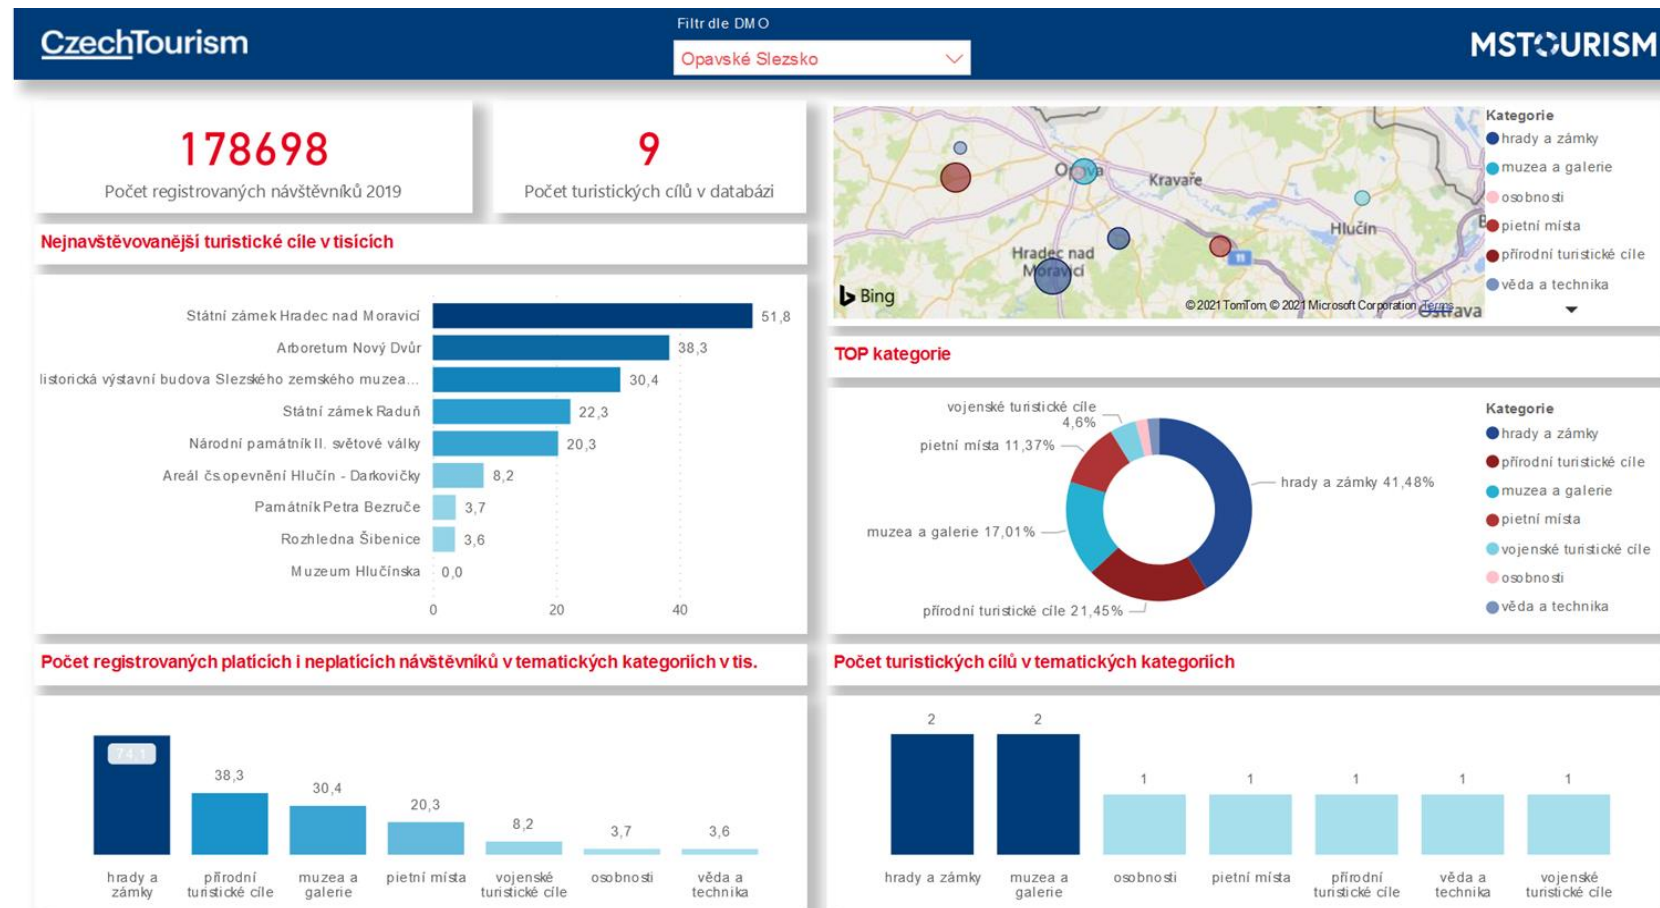 CzechTourism
Filtr dle DMO
Opavské Slezsko
MSTOURISM
178698
Počet registrovaných návštěvníků 2019
9
Počet turistických cílů v databázi
Nejnavštěvovanější turistické cíle v tisících
Státní zámek Hradec nad Moravicí
51,8
Arboretum Nový Dvůr
38,3
listorická výstavní budova Slezského zemského muzea...
30,4
Státní zámek Raduň
22,3
Národní památník II. světové války
20,3
Areál čs.opevnění Hlučín - Darkovičky
8,2
Památník Petra Bezruče
3,7
Rozhledna Šibenice
3,6
Muzeum Hlučínska
0,0
0
20
40
Opava
Kravaře
Hlučín
Hradec nad
Moravicí
11
Bing
© 2021 TomTom, © 2021 Microsoft Corporation Terms
Ostrava
Kategorie
hrady a zámky
muzea a galerie
osobnosti
pietní místa
přírodní turistické cíle
věda a technika
TOP kategorie
vojenské turistické cíle
4,6%
pietní místa 11,37%
hrady a zámky 41,48%
muzea a galerie 17,01%
přírodní turistické cíle 21,45%
Kategorie
hrady a zámky
přírodní turistické cíle
muzea a galerie
pietní místa
vojenské turistické cíle
osobnosti
věda a technika
Počet registrovaných platících i neplatících návštěvníků v tematických kategoriích v tis.
74,1
38,3
30,4
20,3
8,2
3,7
3,6
hrady a
zámky
přírodní
turistické cíle
muzea a
galerie
pietní místa
vojenské
turistické cíle
osobnosti
věda a
technika
Počet turistických cílů v tematických kategoriích
2
2
1
1
1
1
1
hrady a zámky
muzea a
galerie
osobnosti
pietní místa
přírodní
turistické cíle
věda a
technika
vojenské
turistické cíle